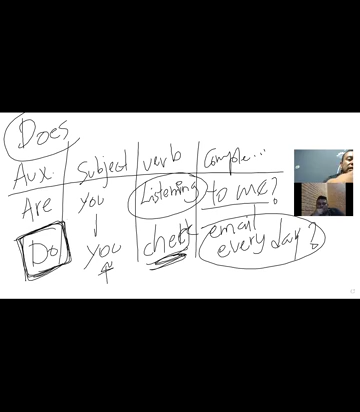 Does
Aux. Subject verb Comple...
Are you Listening to me?
Do you check email
every day?